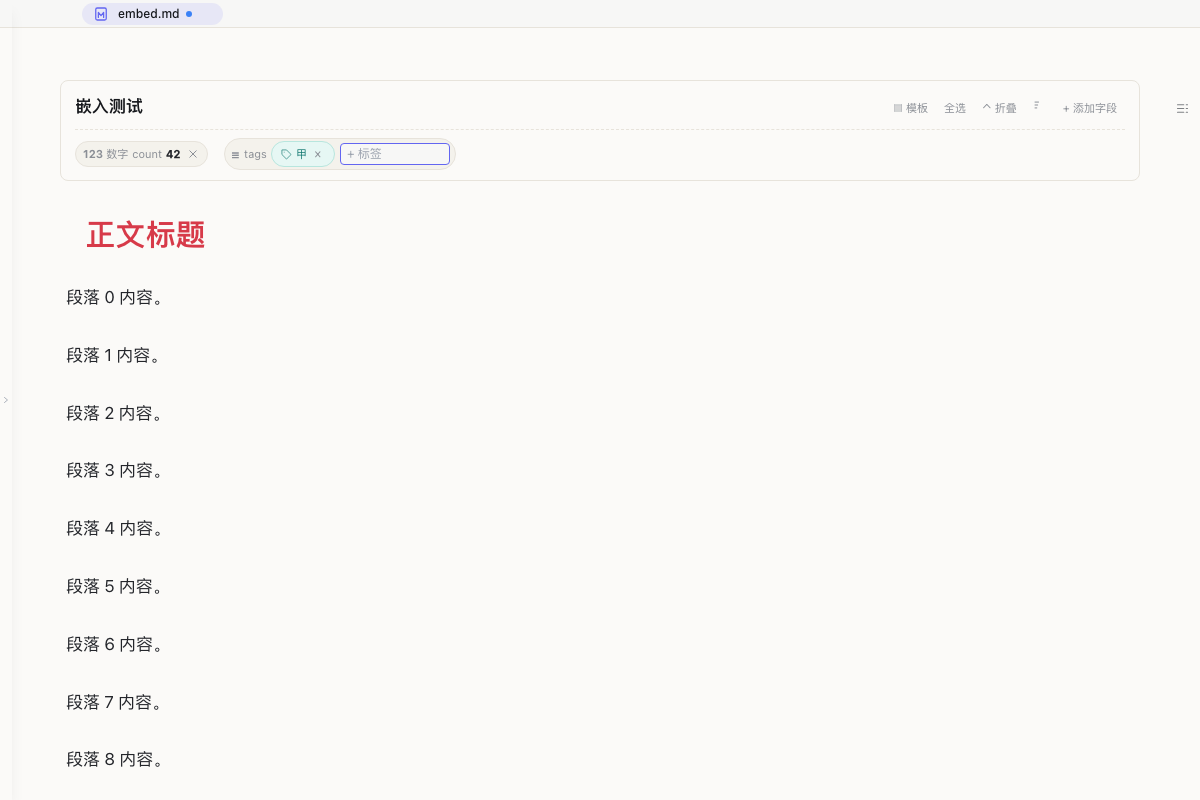 embed.md
嵌入测试
模板 全选 折叠 + 添加字段
123 数字 count 42 × tags 甲 × + 标签
正文标题
段落 0 内容。
段落 1 内容。
段落 2 内容。
段落 3 内容。
段落 4 内容。
段落 5 内容。
段落 6 内容。
段落 7 内容。
段落 8 内容。